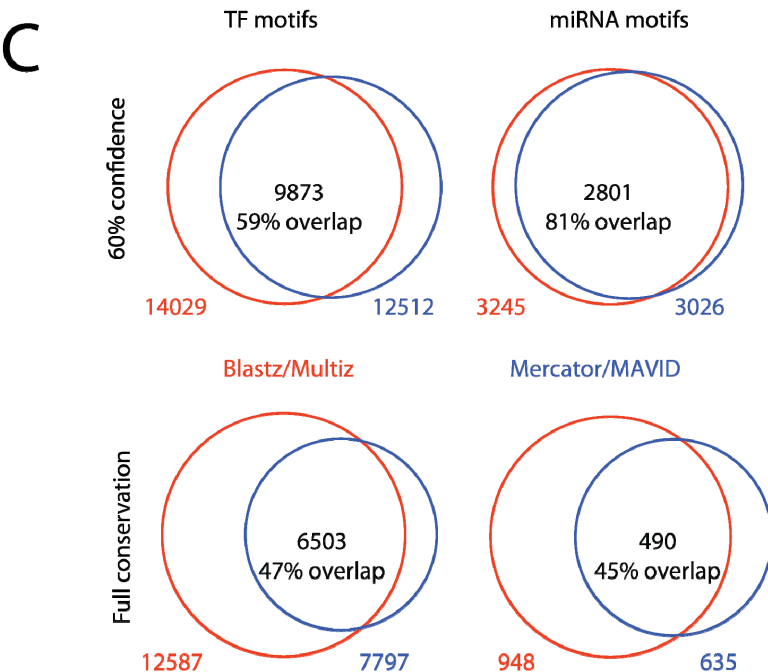 C
TF motifs
miRNA motifs
60% confidence
9873
59% overlap
2801
81% overlap
14029
12512
3245
3026
Blastz/Multiz
Mercator/MAVID
Full conservation
6503
47% overlap
490
45% overlap
12587
7797
948
635